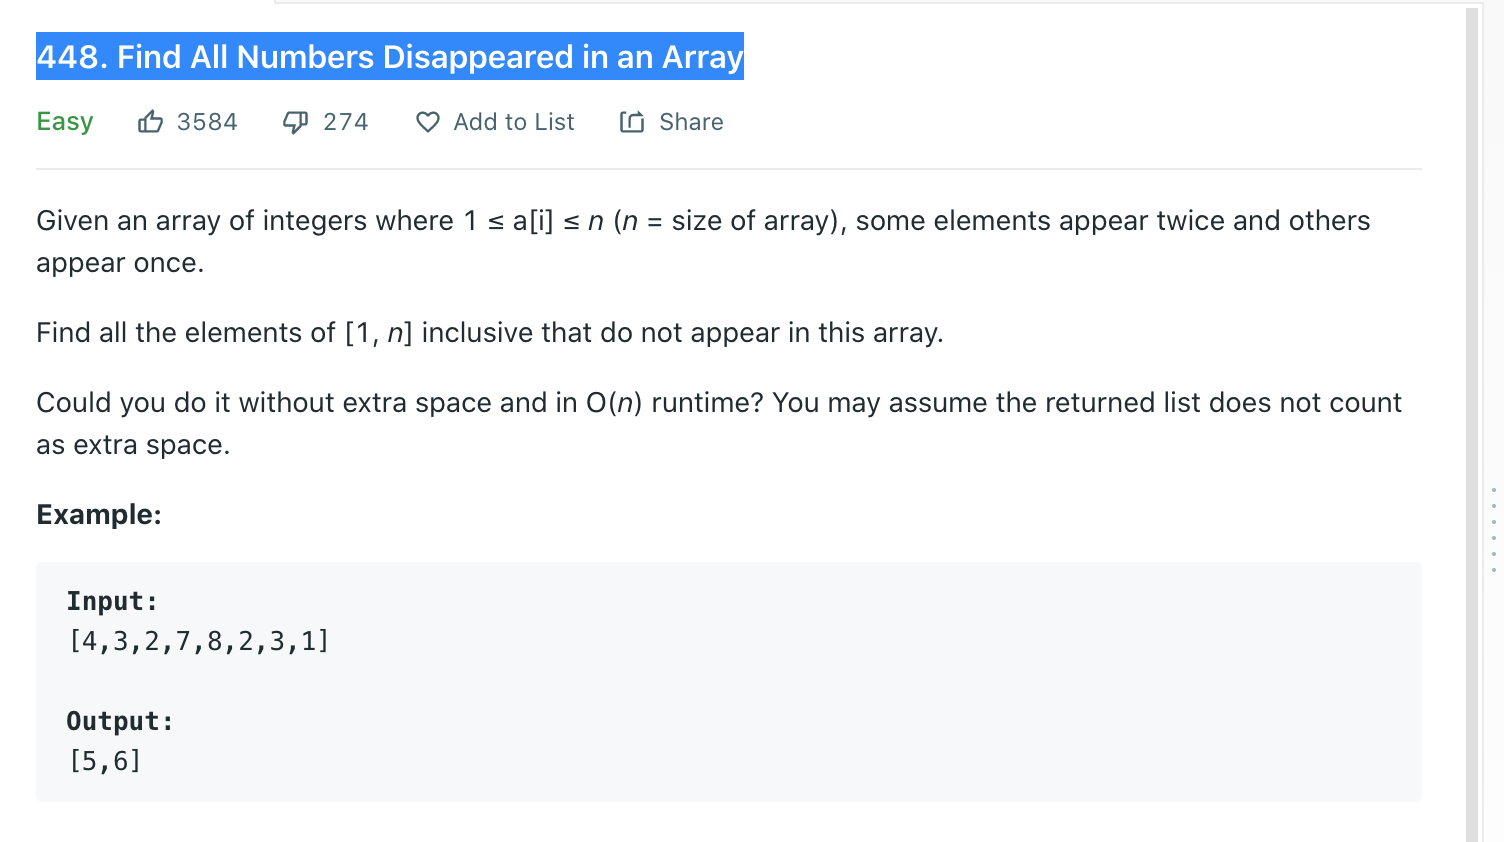 448. Find All Numbers Disappeared in an Array
Easy 3584 274 Add to List Share
Given an array of integers where 1 ≤ a[i] ≤ n (n = size of array), some elements appear twice and others
appear once.
Find all the elements of [1, n] inclusive that do not appear in this array.
Could you do it without extra space and in O(n) runtime? You may assume the returned list does not count
as extra space.
Example:
Input:
[4,3,2,7,8,2,3,1]
Output:
[5,6]